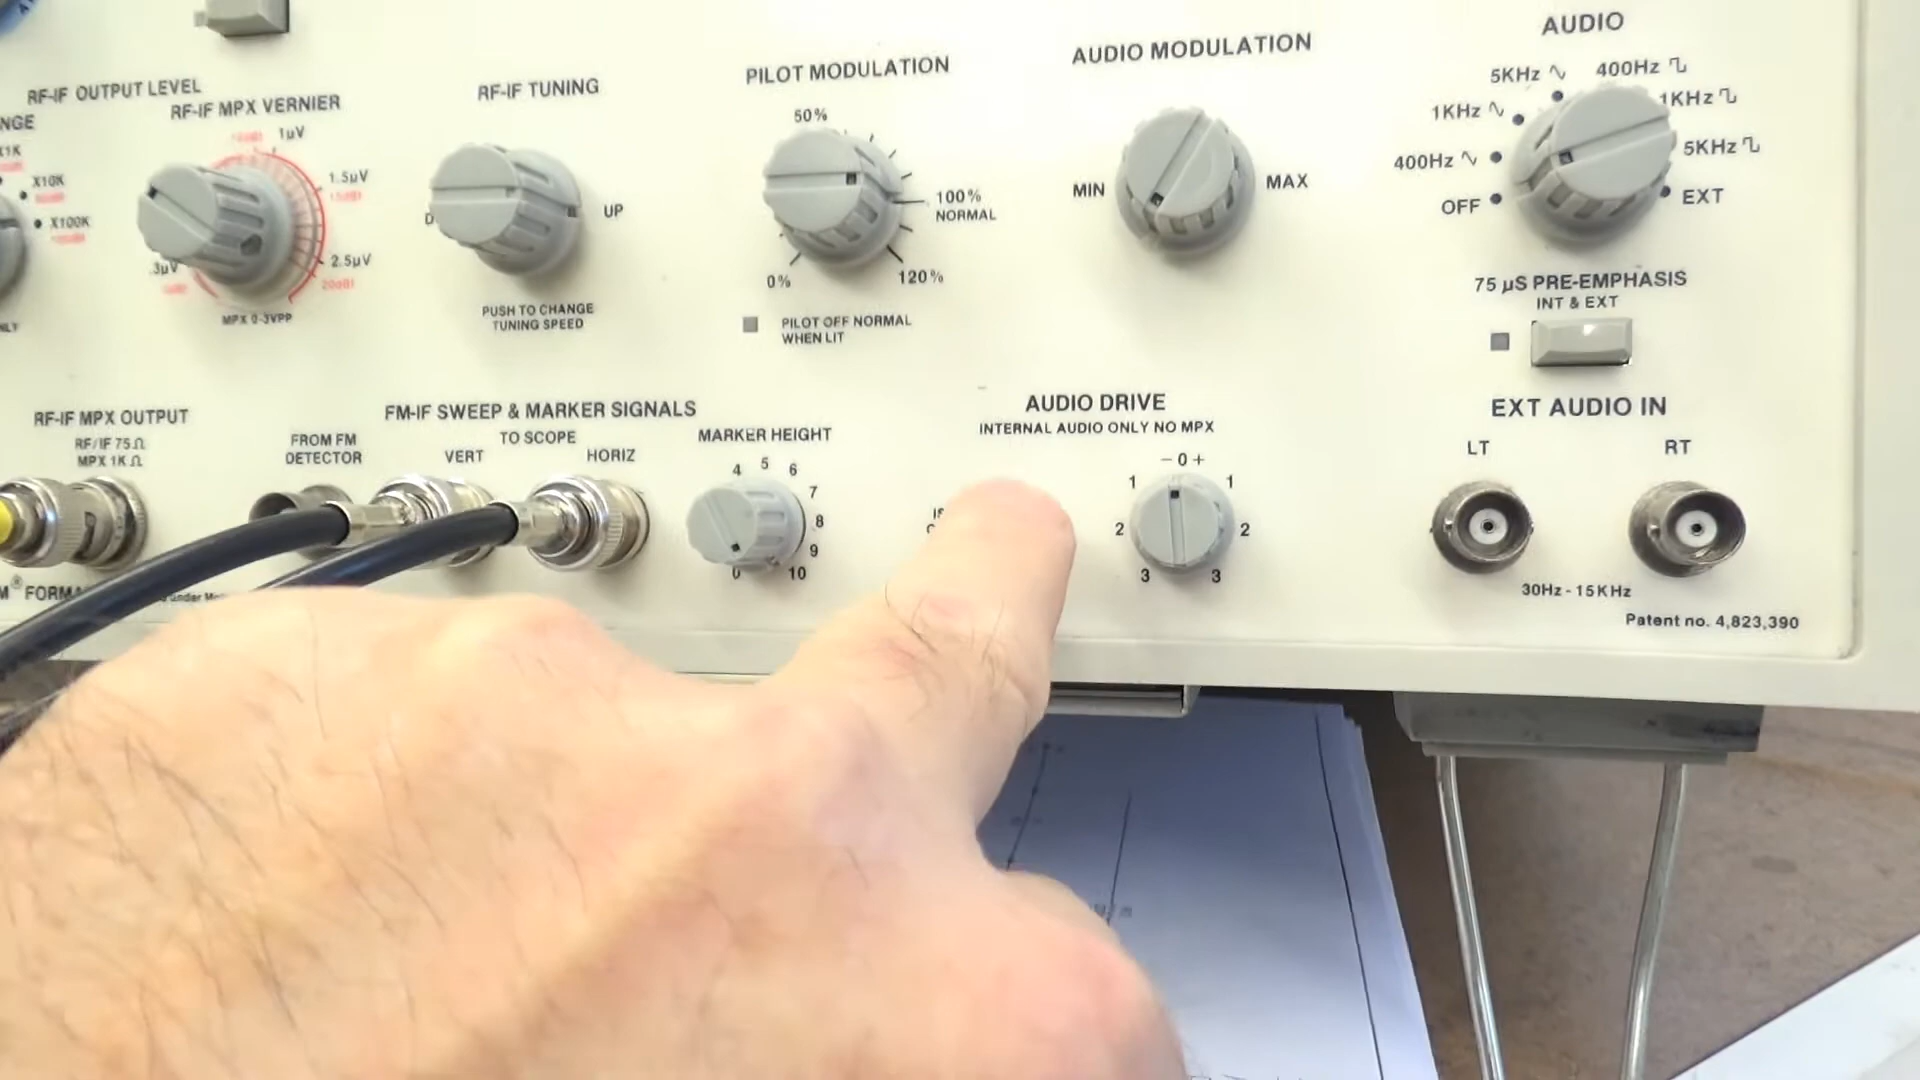 AUDIO
5KHz
400Hz
1KHz
1KHz
400Hz
5KHz
OFF
EXT
AUDIO MODULATION
MIN
MAX
PILOT MODULATION
50%
100%
NORMAL
0%
120%
PILOT OFF NORMAL
WHEN LIT
RF-IF TUNING
UP
PUSH TO CHANGE
TUNING SPEED
RF-IF OUTPUT LEVEL
RF-IF MPX VERNIER
1µV
1.5µV
2.5µV
.3µV
MPX 0-3VPP
X1K
X10K
X100K
75 µS PRE-EMPHASIS
INT & EXT
RF-IF MPX OUTPUT
RF/IF 75Ω
MPX 1KΩ
FM-IF SWEEP & MARKER SIGNALS
FROM FM
DETECTOR
TO SCOPE
VERT
HORIZ
MARKER HEIGHT
4 5 6
7
8
9
0 10
AUDIO DRIVE
INTERNAL AUDIO ONLY NO MPX
- 0 +
1 1
2 2
3 3
EXT AUDIO IN
LT RT
30Hz - 15KHz
Patent no. 4,823,390